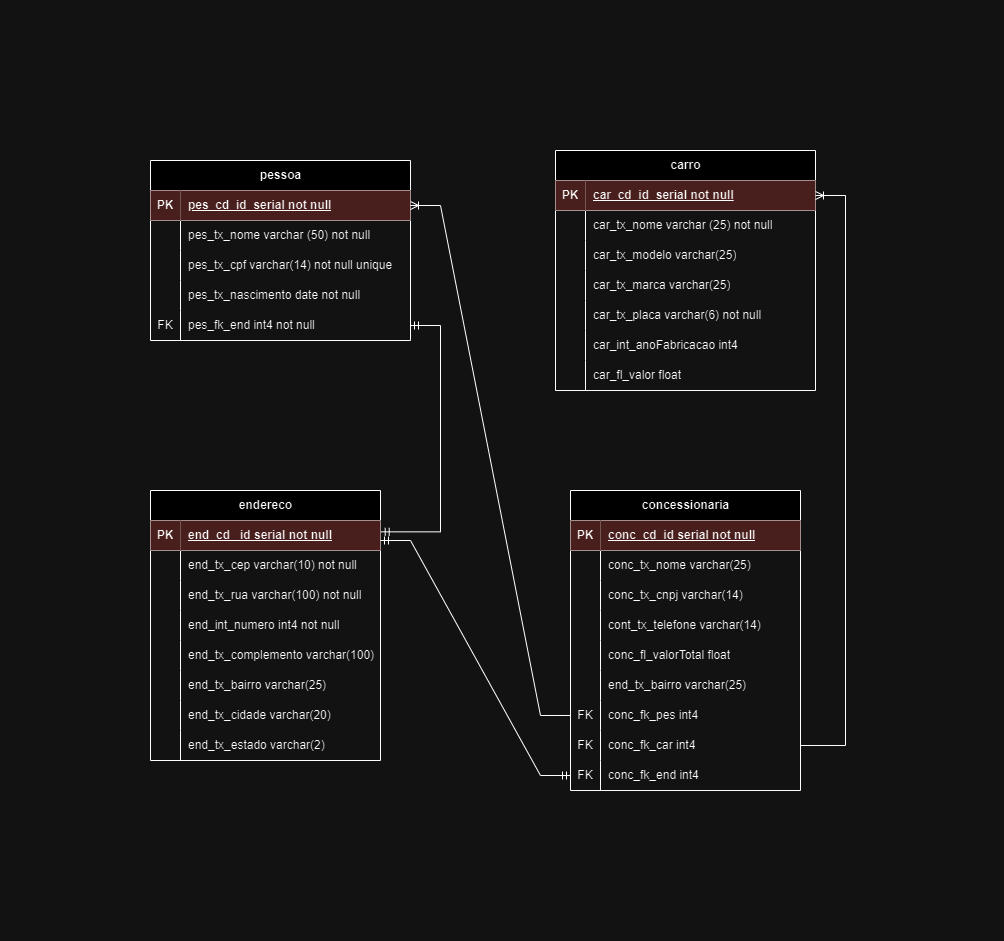 pessoa
PK pes_cd_id_serial not null
pes_tx_nome varchar (50) not null
pes_tx_cpf varchar(14) not null unique
pes_tx_nascimento date not null
FK pes_fk_end int4 not null
carro
PK car_cd_id_serial not null
car_tx_nome varchar (25) not null
car_tx_modelo varchar(25)
car_tx_marca varchar(25)
car_tx_placa varchar(6) not null
car_int_anoFabricacao int4
car_fl_valor float
endereco
PK end_cd_ id serial not null
end_tx_cep varchar(10) not null
end_tx_rua varchar(100) not null
end_int_numero int4 not null
end_tx_complemento varchar(100)
end_tx_bairro varchar(25)
end_tx_cidade varchar(20)
end_tx_estado varchar(2)
concessionaria
PK conc_cd_id serial not null
conc_tx_nome varchar(25)
conc_tx_cnpj varchar(14)
cont_tx_telefone varchar(14)
conc_fl_valorTotal float
end_tx_bairro varchar(25)
FK conc_fk_pes int4
FK conc_fk_car int4
FK conc_fk_end int4